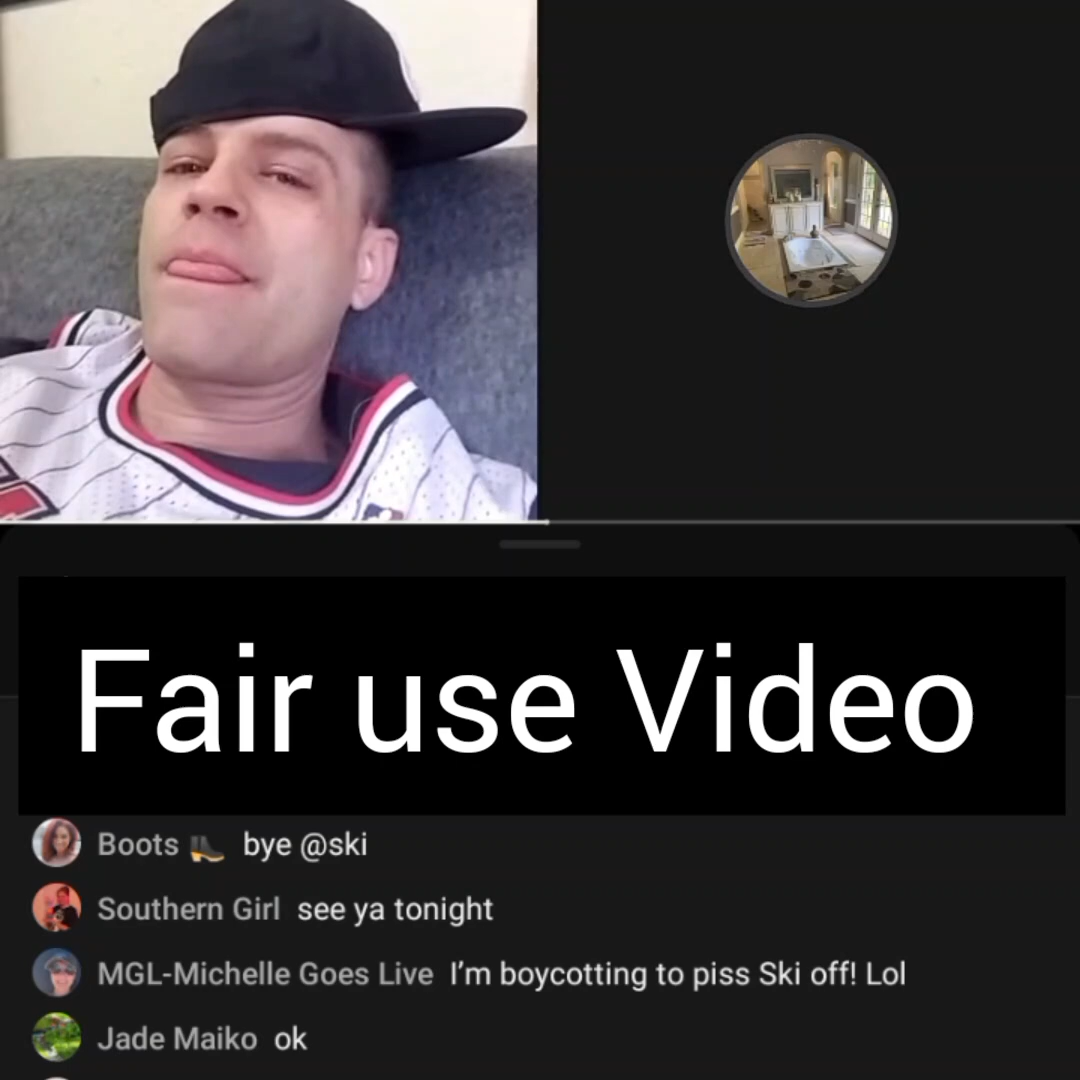 Fair use Video
Boots 👢 bye @ski
Southern Girl see ya tonight
MGL-Michelle Goes Live I’m boycotting to piss Ski off! Lol
Jade Maiko ok